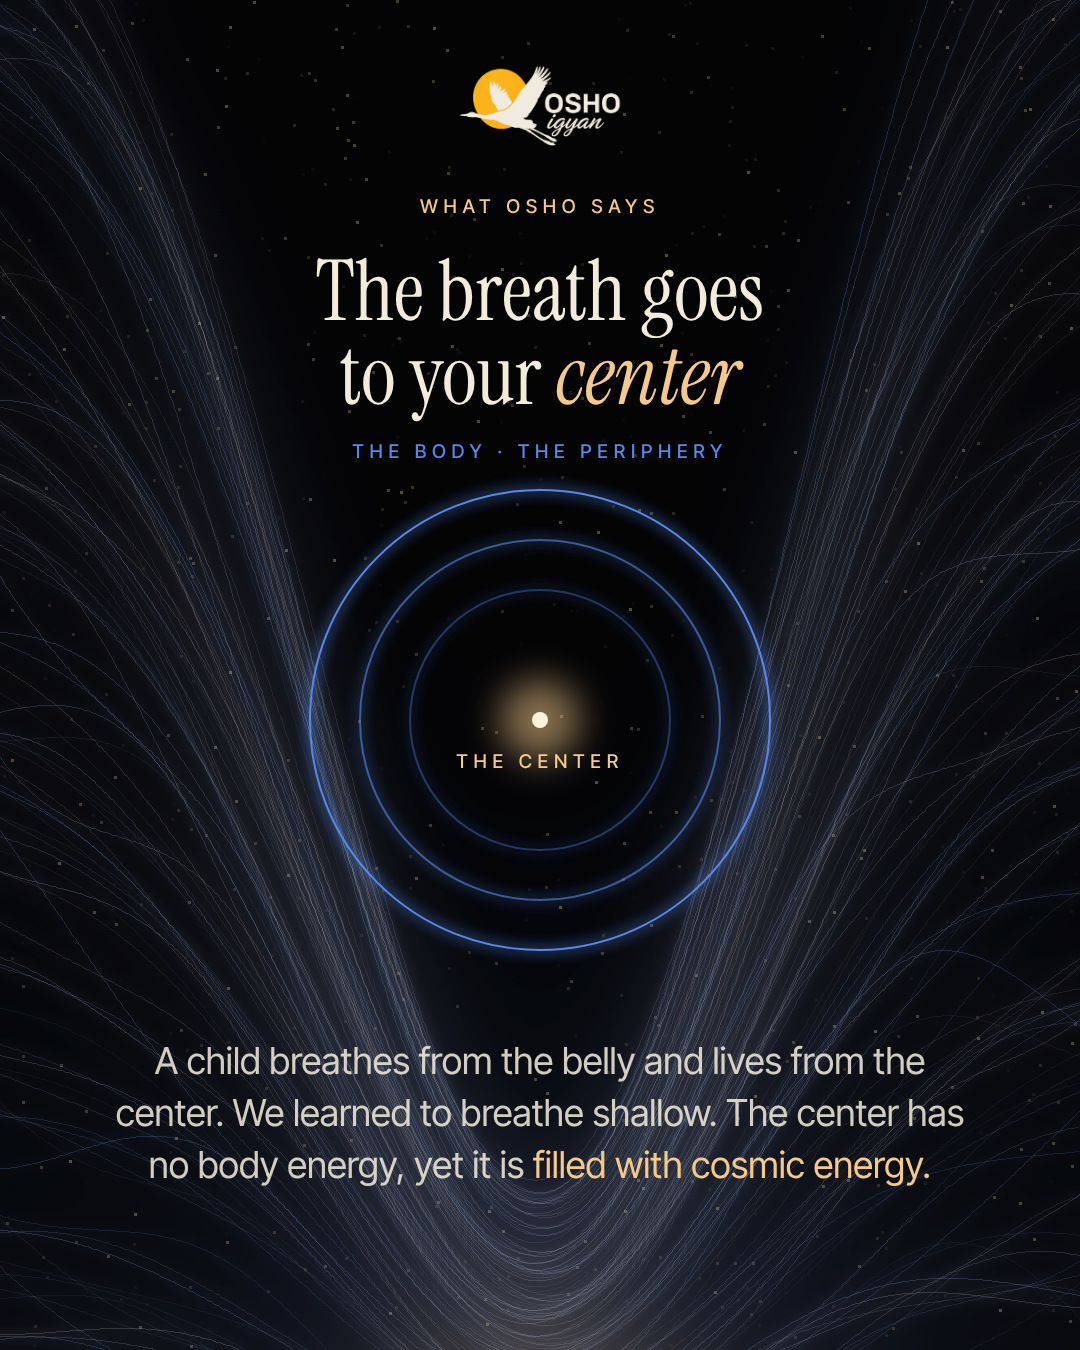 OSHO
igyan
WHAT OSHO SAYS
The breath goes
to your center
THE BODY · THE PERIPHERY
THE CENTER
A child breathes from the belly and lives from the
center. We learned to breathe shallow. The center has
no body energy, yet it is filled with cosmic energy.